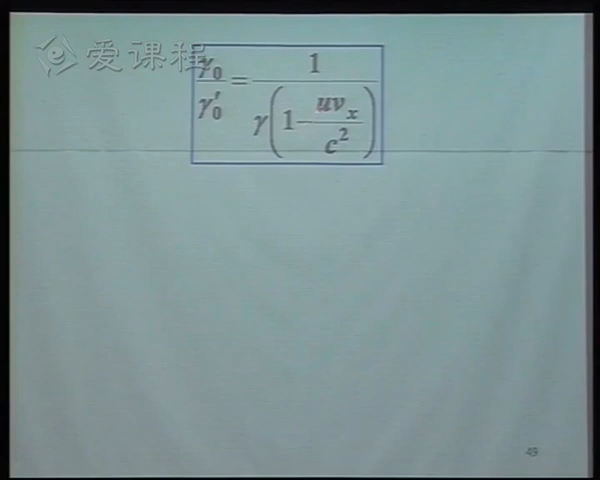 爱课程
γ₀/γ₀′ = 1/(γ(1 − uvₓ/c²))
49